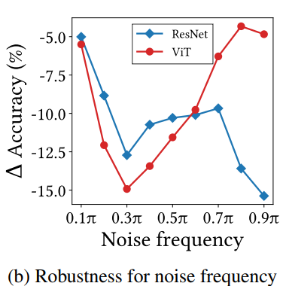 ResNet
ViT
-5.0
-7.5
-10.0
-12.5
-15.0
Δ Accuracy (%)
0.1π 0.3π 0.5π 0.7π 0.9π
Noise frequency
(b) Robustness for noise frequency